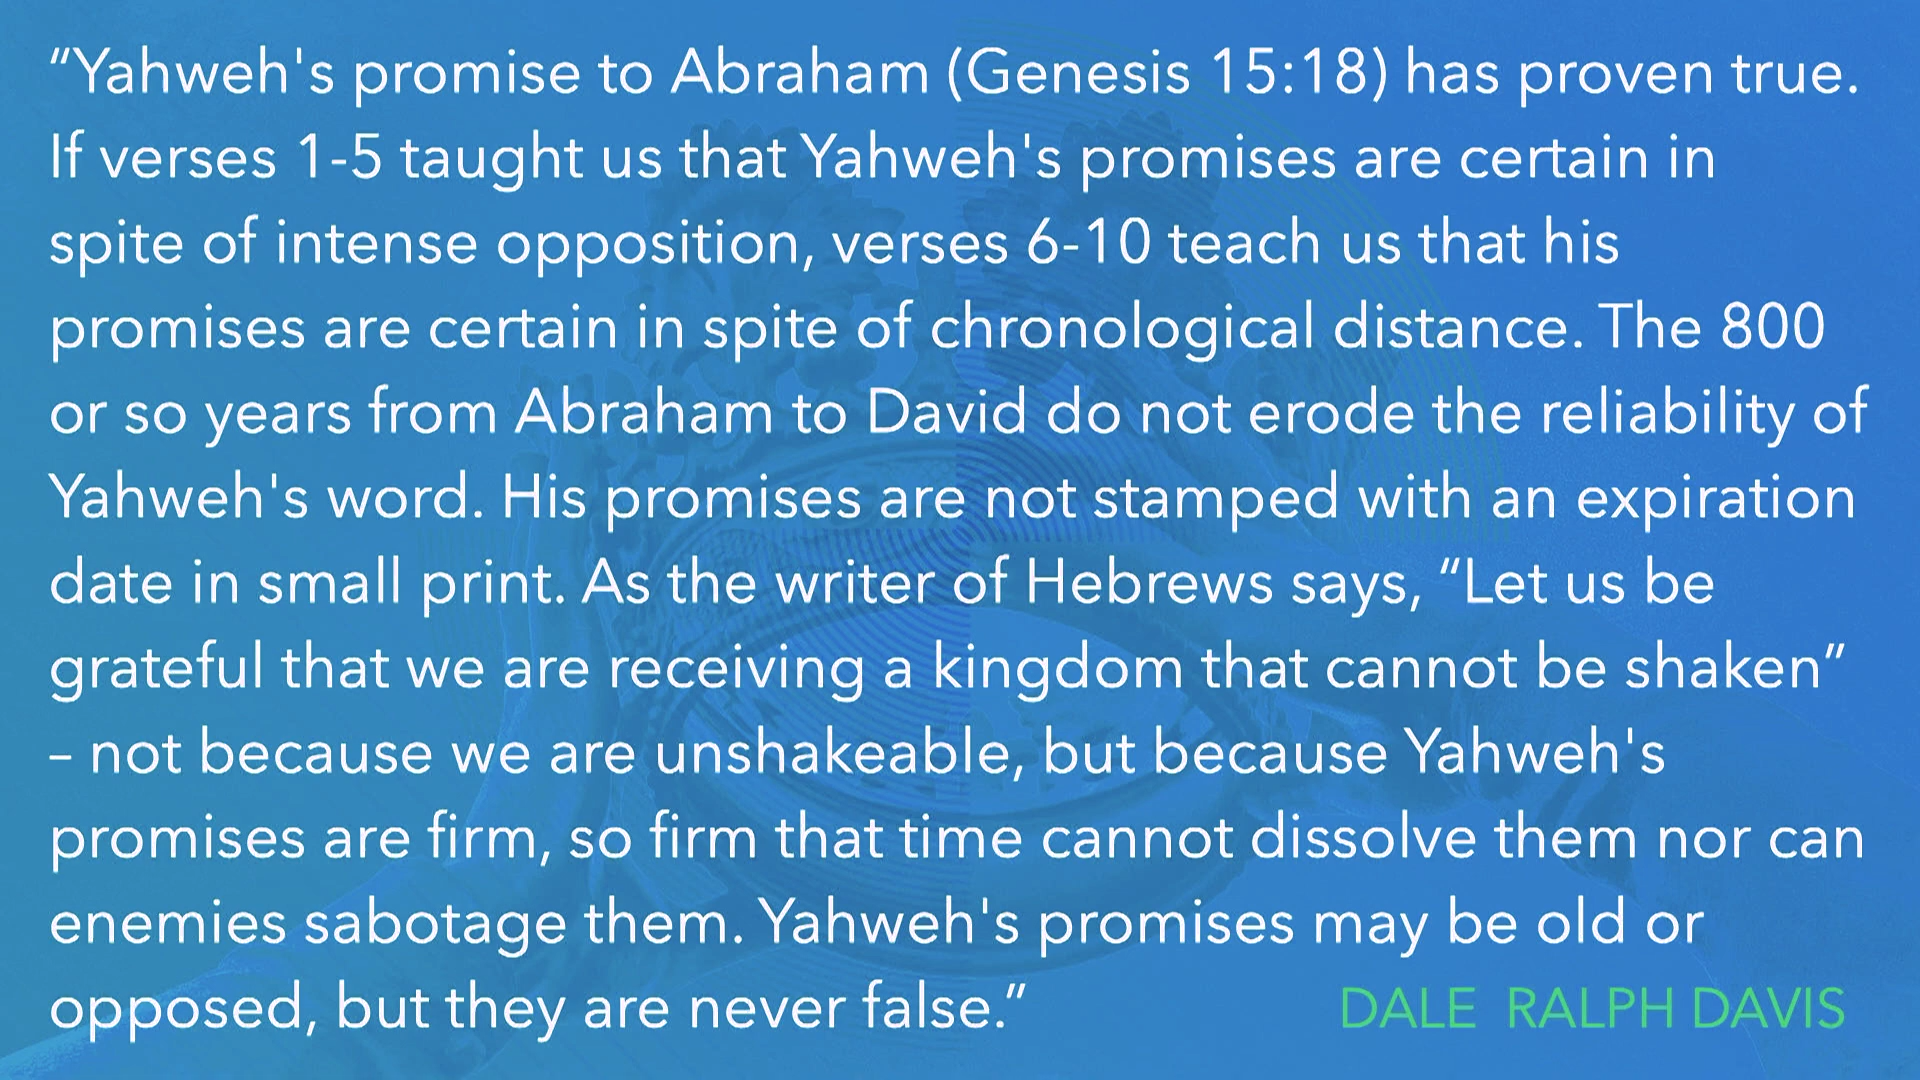 “Yahweh's promise to Abraham (Genesis 15:18) has proven true.
If verses 1-5 taught us that Yahweh's promises are certain in
spite of intense opposition, verses 6-10 teach us that his
promises are certain in spite of chronological distance. The 800
or so years from Abraham to David do not erode the reliability of
Yahweh's word. His promises are not stamped with an expiration
date in small print. As the writer of Hebrews says, “Let us be
grateful that we are receiving a kingdom that cannot be shaken”
– not because we are unshakeable, but because Yahweh's
promises are firm, so firm that time cannot dissolve them nor can
enemies sabotage them. Yahweh's promises may be old or
opposed, but they are never false.”
DALE RALPH DAVIS